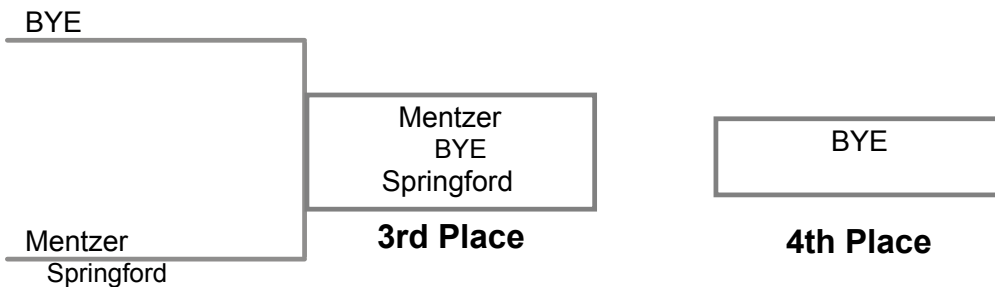 BYE
Mentzer
Springford
Mentzer
BYE
Springford
3rd Place
BYE
4th Place